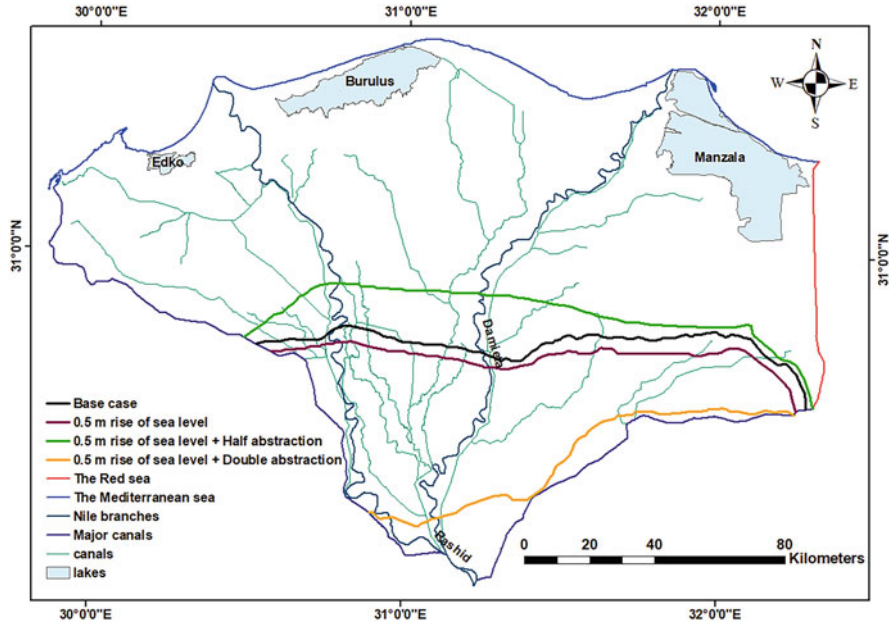 30°0'0"E
31°0'0"E
32°0'0"E
N
W
E
S
Burulus
Edko
Manzala
31°0'0"N
31°0'0"N
Damieta
Base case
0.5 m rise of sea level
0.5 m rise of sea level + Half abstraction
0.5 m rise of sea level + Double abstraction
The Red sea
The Mediterranean sea
Nile branches
Major canals
canals
lakes
Rashid
0 10 20 40 80
Kilometers
30°0'0"E
31°0'0"E
32°0'0"E